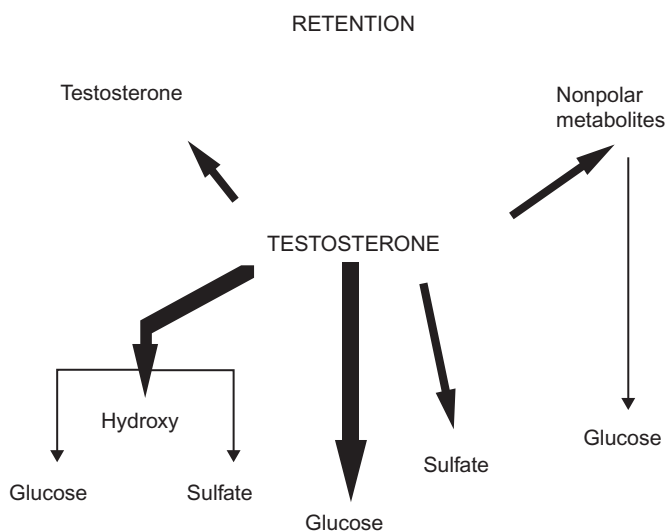 RETENTION
Testosterone
Nonpolar
metabolites
TESTOSTERONE
Hydroxy
Glucose
Sulfate
Glucose
Sulfate
Glucose